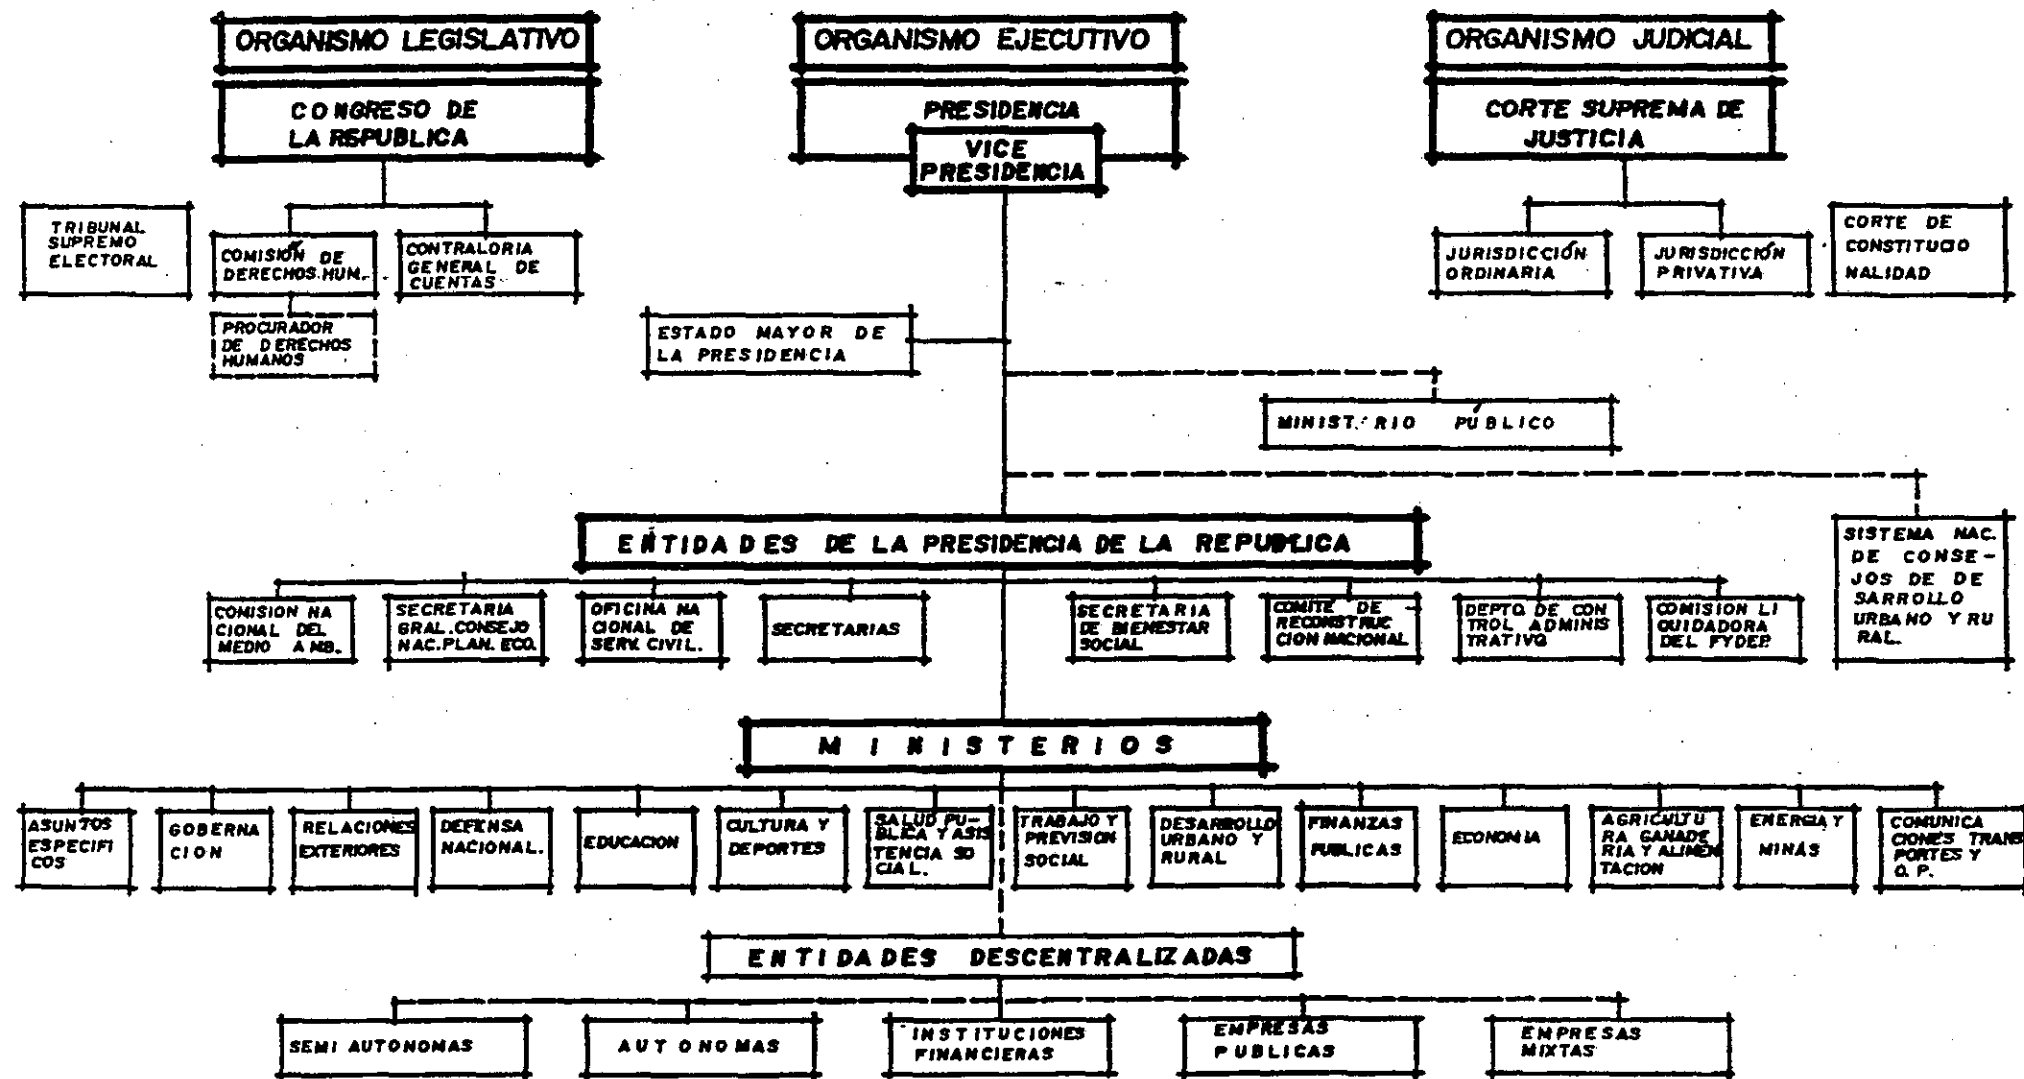 ORGANISMO LEGISLATIVO
ORGANISMO EJECUTIVO
ORGANISMO JUDICIAL
CONGRESO DE
LA REPUBLICA
PRESIDENCIA
VICE
PRESIDENCIA
CORTE SUPREMA DE
JUSTICIA
TRIBUNAL
SUPREMO
ELECTORAL
COMISIÓN DE
DERECHOS.HUM.
CONTRALORIA
GENERAL DE
CUENTAS
JURISDICCIÓN
ORDINARIA
JURISDICCIÓN
PRIVATIVA
CORTE DE
CONSTITUCIO
NALIDAD
PROCURADOR
DE DERECHOS
HUMANOS
ESTADO MAYOR DE
LA PRESIDENCIA
MINIST. RIO PÚBLICO
ENTIDADES DE LA PRESIDENCIA DE LA REPUBLICA
SISTEMA NAC.
DE CONSE-
JOS DE DE
SARROLLO
URBANO Y RU
RAL.
COMISION NA
CIONAL DEL
MEDIO AMB.
SECRETARIA
GRAL. CONSEJO
NAC. PLAN. ECO.
OFICINA NA
CIONAL DE
SERV. CIVIL.
SECRETARIAS
SECRETARIA
DE BIENESTAR
SOCIAL
COMITE DE
RECONSTRUC
CION NACIONAL
DEPTO. DE CON
TROL ADMINIS
TRATIVO
COMISION LI
QUIDADORA
DEL FYDEP.
MINISTERIOS
ASUNTOS
ESPECIFI
COS
GOBERNA
CION
RELACIONES
EXTERIORES
DEFENSA
NACIONAL.
EDUCACION
CULTURA Y
DEPORTES
SALUD PU-
BLICA Y ASIS
TENCIA SO
CIAL.
TRABAJO Y
PREVISION
SOCIAL
DESARROLLO
URBANO Y
RURAL
FINANZAS
PUBLICAS
ECONOMIA
AGRICULTU
RA GANADE
RIA Y ALIMEN
TACION
ENERGIA Y
MINAS
COMUNICA
CIONES TRANS
PORTES Y
O. P.
ENTIDADES DESCENTRALIZADAS
SEMI AUTONOMAS
AUTONOMAS
INSTITUCIONES
FINANCIERAS
EMPRESAS
PUBLICAS
EMPRESAS
MIXTAS